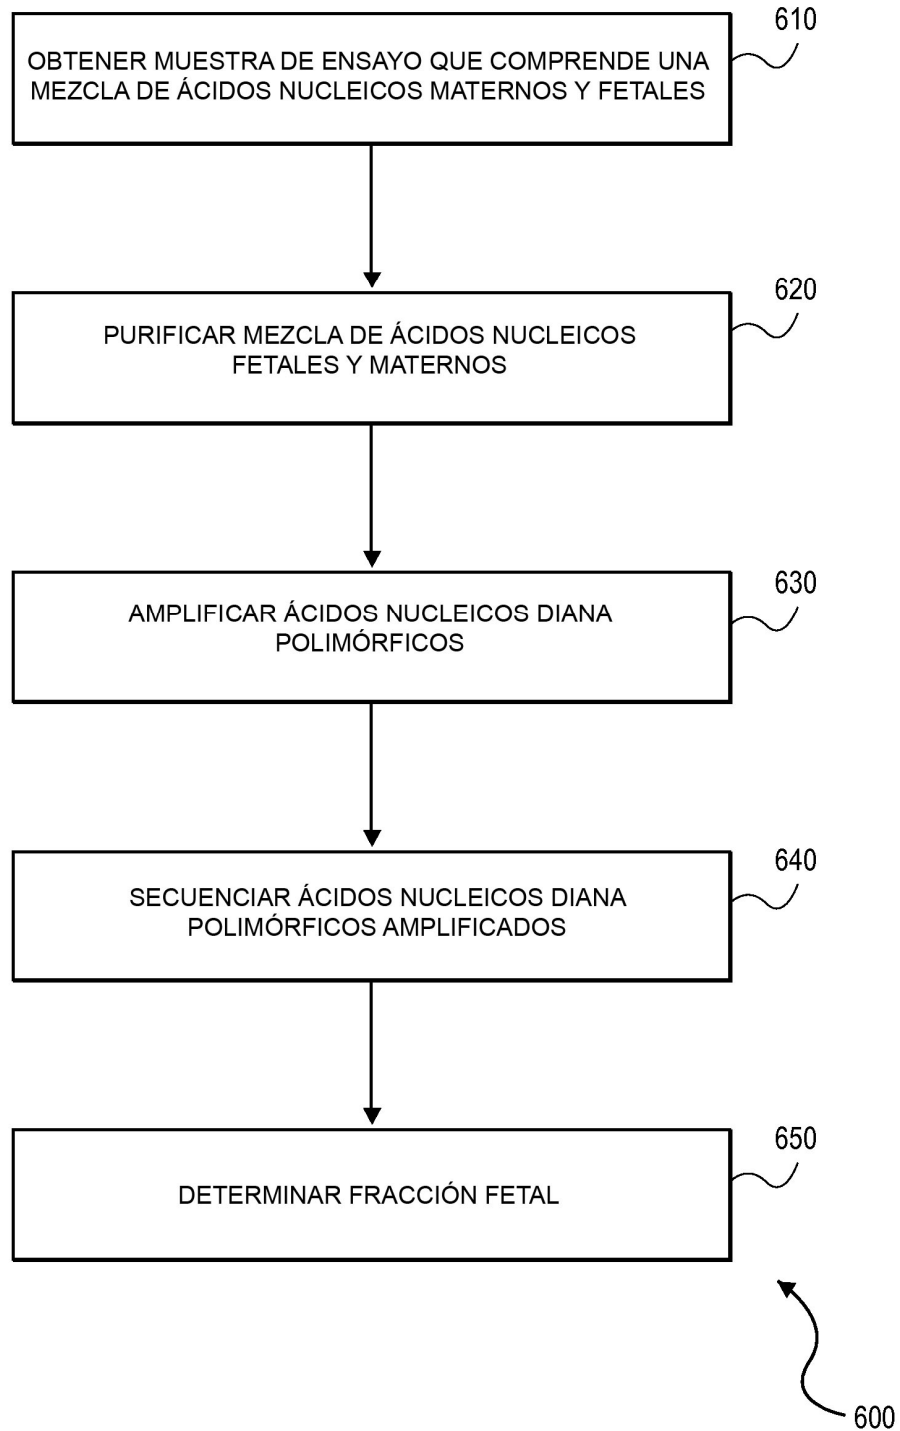 610
OBTENER MUESTRA DE ENSAYO QUE COMPRENDE UNA
MEZCLA DE ÁCIDOS NUCLEICOS MATERNOS Y FETALES
620
PURIFICAR MEZCLA DE ÁCIDOS NUCLEICOS
FETALES Y MATERNOS
630
AMPLIFICAR ÁCIDOS NUCLEICOS DIANA
POLIMÓRFICOS
640
SECUENCIAR ÁCIDOS NUCLEICOS DIANA
POLIMÓRFICOS AMPLIFICADOS
650
DETERMINAR FRACCIÓN FETAL
600